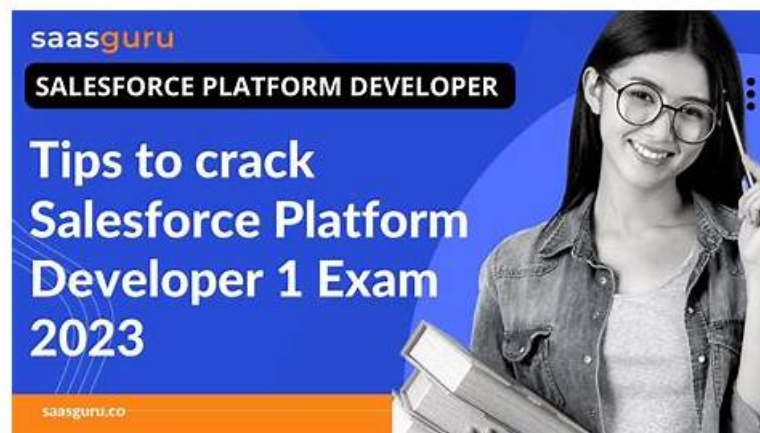 saasguru
SALESFORCE PLATFORM DEVELOPER
Tips to crack
Salesforce Platform
Developer 1 Exam
2023
saasguru.co